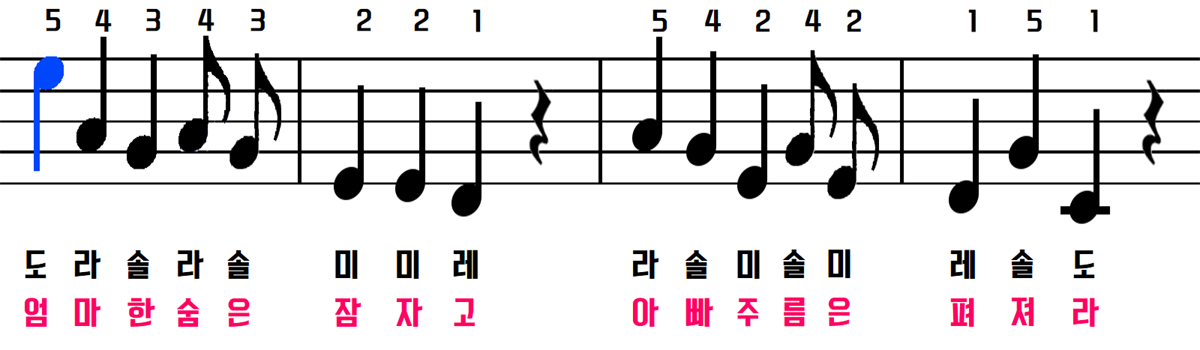 5 4 3 4 3 2 2 1 5 4 2 4 2 1 5 1
도 라 솔 라 솔 미 미 레 라 솔 미 솔 미 레 솔 도
엄 마 한 숨 은 잠 자 고 아 빠 주 름 은 펴 져 라